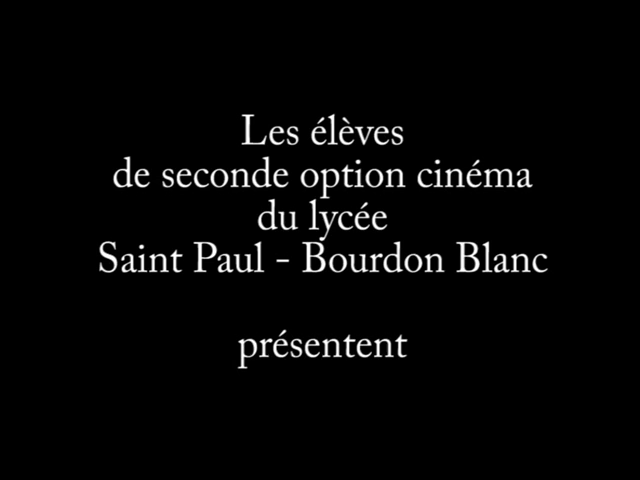 Les élèves
de seconde option cinéma
du lycée
Saint Paul - Bourdon Blanc
présentent